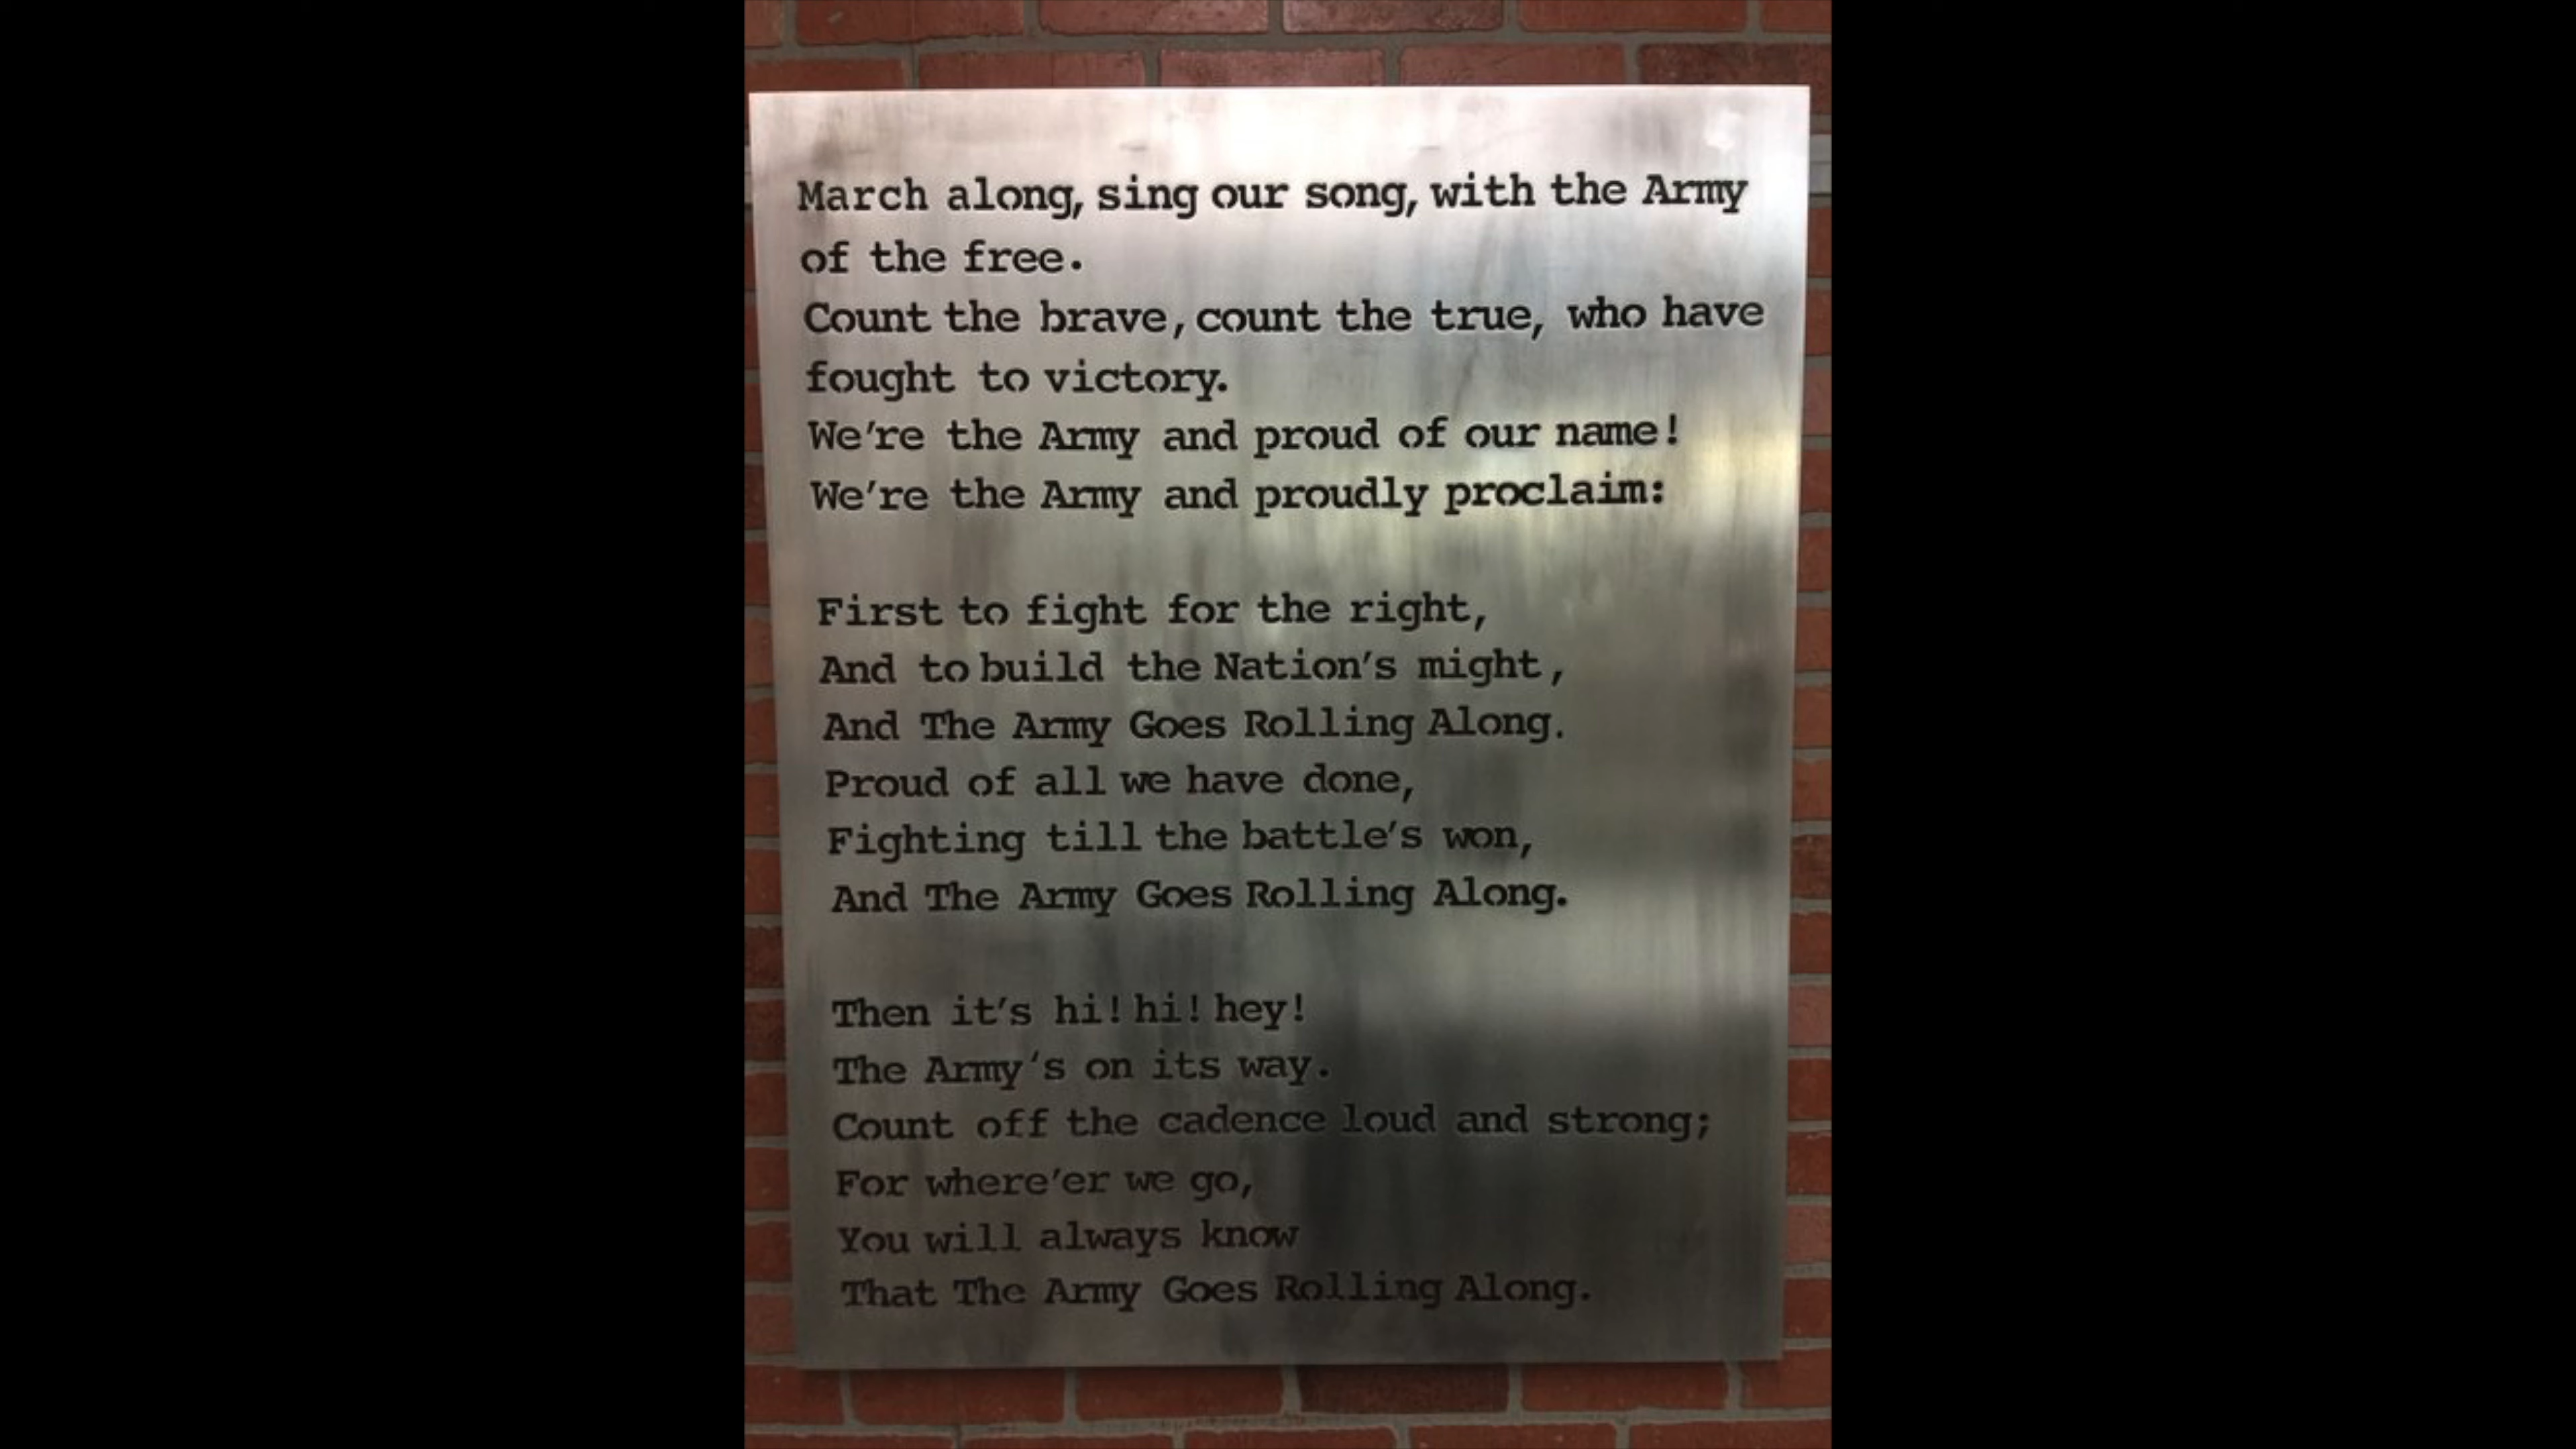 March along, sing our song, with the Army
of the free.
Count the brave, count the true, who have
fought to victory.
We're the Army and proud of our name!
We're the Army and proudly proclaim:
First to fight for the right,
And to build the Nation's might,
And The Army Goes Rolling Along.
Proud of all we have done,
Fighting till the battle's won,
And The Army Goes Rolling Along.
Then it's hi! hi! hey!
The Army's on its way.
Count off the cadence loud and strong;
For where'er we go,
You will always know
That The Army Goes Rolling Along.